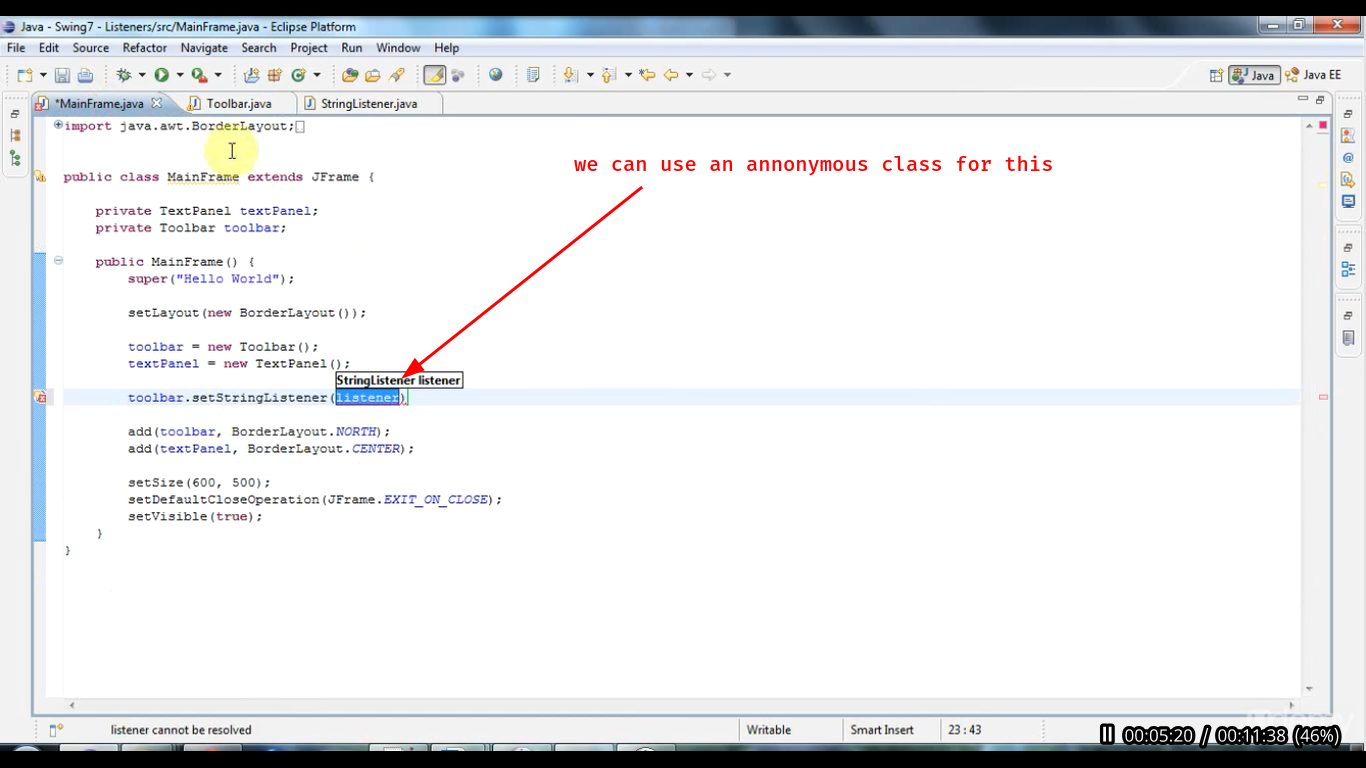 Java - Swing7 - Listeners/src/MainFrame.java - Eclipse Platform
File Edit Source Refactor Navigate Search Project Run Window Help
Java Java EE
*MainFrame.java Toolbar.java StringListener.java
import java.awt.BorderLayout;
we can use an annonymous class for this
public class MainFrame extends JFrame {
private TextPanel textPanel;
private Toolbar toolbar;
public MainFrame() {
super("Hello World");
setLayout(new BorderLayout());
toolbar = new Toolbar();
textPanel = new TextPanel();
StringListener listener
toolbar.setStringListener(listener)
add(toolbar, BorderLayout.NORTH);
add(textPanel, BorderLayout.CENTER);
setSize(600, 500);
setDefaultCloseOperation(JFrame.EXIT_ON_CLOSE);
setVisible(true);
}
}
listener cannot be resolved Writable Smart Insert 23 : 43
00:05:20 / 00:11:38 (46%)